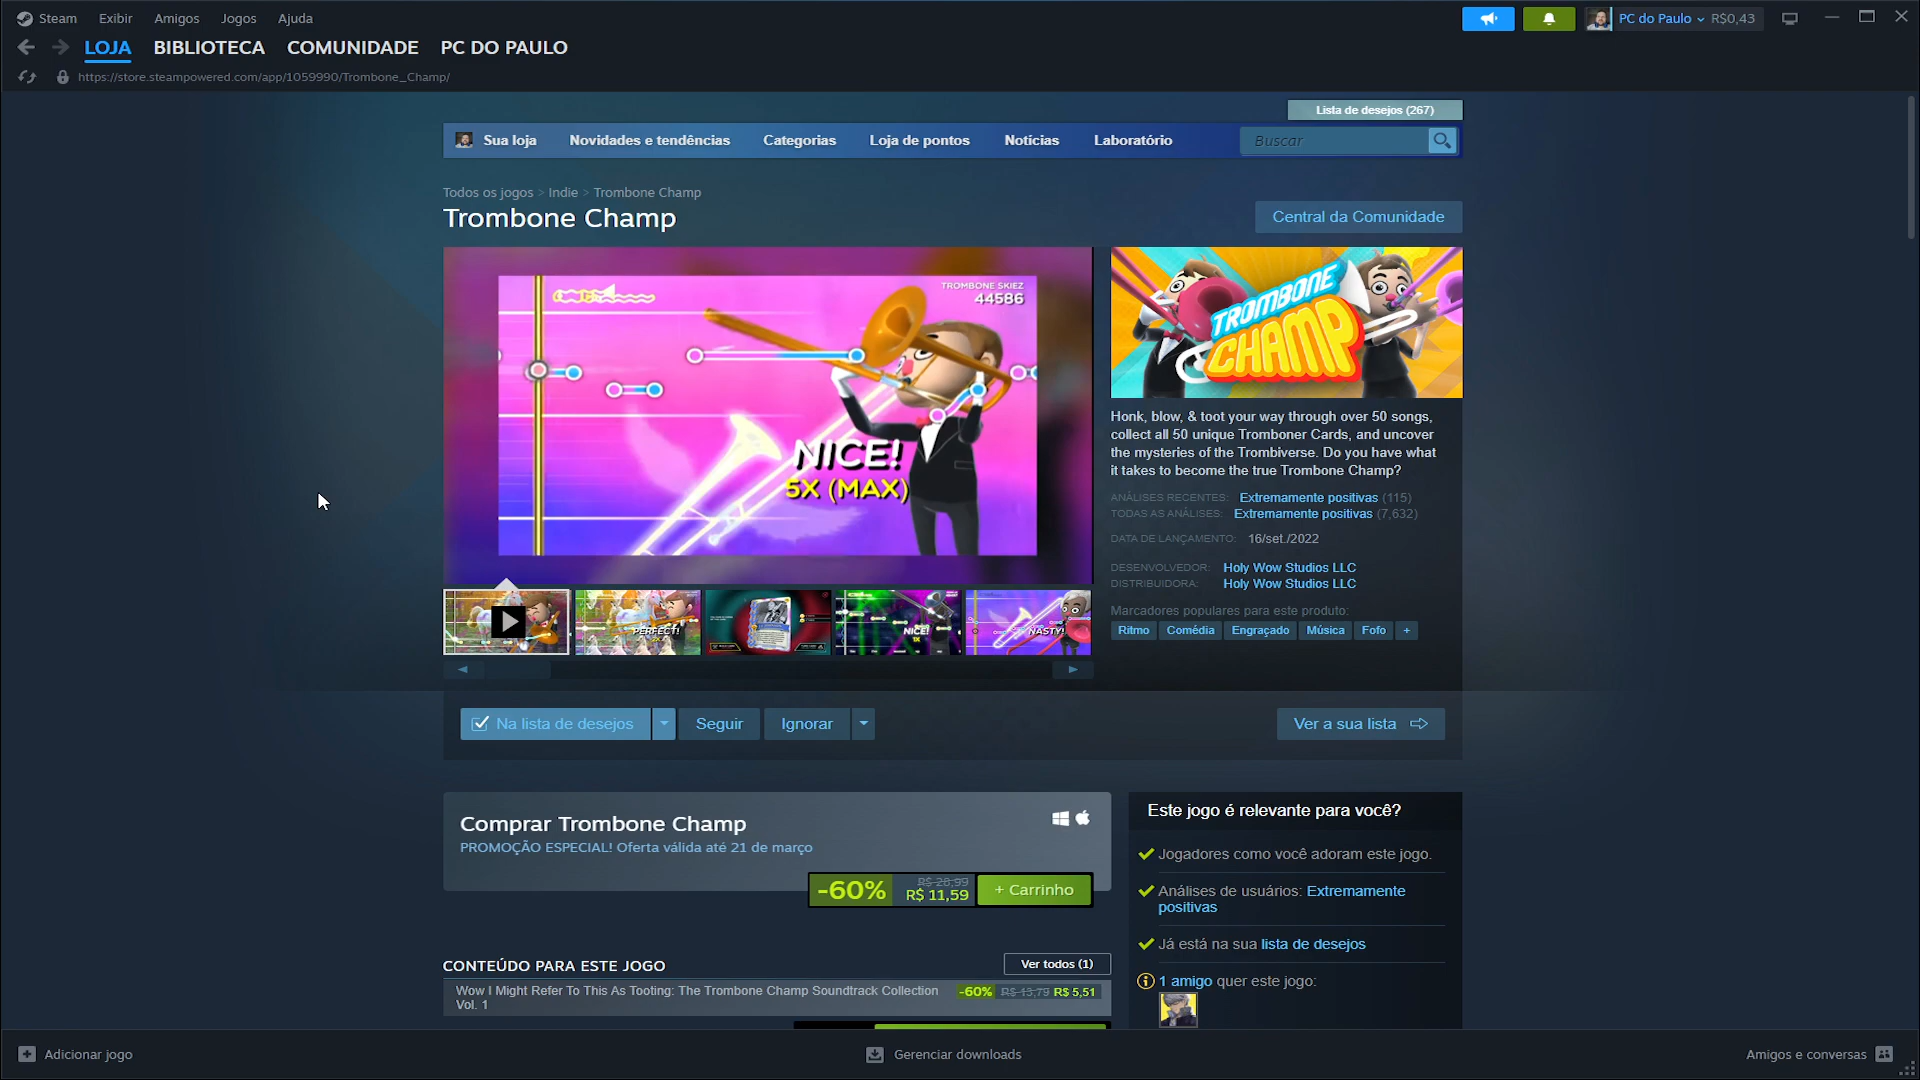 Steam Exibir Amigos Jogos Ajuda
PC do Paulo R$0,43
LOJA BIBLIOTECA COMUNIDADE PC DO PAULO
https://store.steampowered.com/app/1059990/Trombone_Champ/
Lista de desejos (267)
Sua loja Novidades e tendências Categorias Loja de pontos Notícias Laboratório Buscar
Todos os jogos > Indie > Trombone Champ
Trombone Champ
Central da Comunidade
TROMBONE SKIEZ
44586
NICE!
5X (MAX)
TROMBONE
CHAMP
Honk, blow, & toot your way through over 50 songs,
collect all 50 unique Tromboner Cards, and uncover
the mysteries of the Trombiverse. Do you have what
it takes to become the true Trombone Champ?
ANÁLISES RECENTES: Extremamente positivas (115)
TODAS AS ANÁLISES: Extremamente positivas (7,632)
DATA DE LANÇAMENTO: 16/set./2022
DESENVOLVEDOR: Holy Wow Studios LLC
DISTRIBUIDORA: Holy Wow Studios LLC
Marcadores populares para este produto:
Ritmo Comédia Engraçado Música Fofo +
PERFECT!
NICE!
NASTY!
Na lista de desejos Seguir Ignorar Ver a sua lista
Comprar Trombone Champ
PROMOÇÃO ESPECIAL! Oferta válida até 21 de março
-60% R$ 28,99
R$ 11,59
+ Carrinho
Este jogo é relevante para você?
Jogadores como você adoram este jogo.
Análises de usuários: Extremamente
positivas
Já está na sua lista de desejos
1 amigo quer este jogo:
CONTEÚDO PARA ESTE JOGO Ver todos (1)
Wow I Might Refer To This As Tooting: The Trombone Champ Soundtrack Collection
Vol. 1
-60% R$ 13,79 R$ 5,51
Adicionar jogo Gerenciar downloads Amigos e conversas